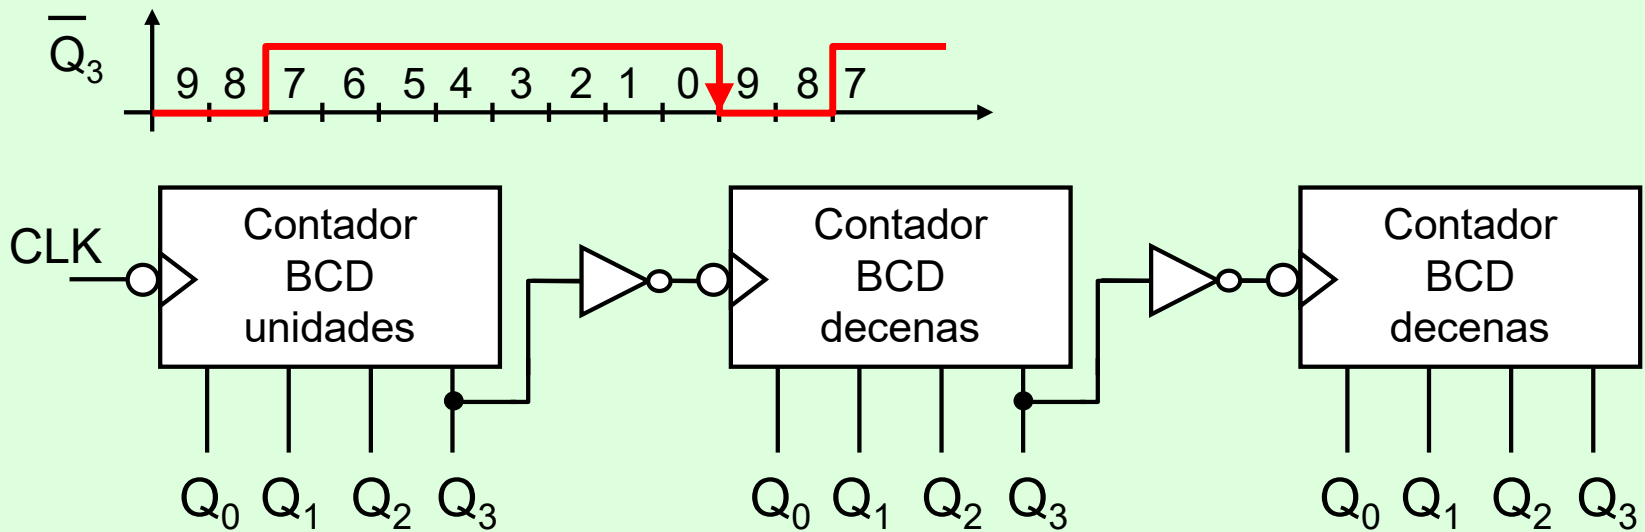 Q̅₃
9 8 7 6 5 4 3 2 1 0 9 8 7
CLK
Contador
BCD
unidades
Contador
BCD
decenas
Contador
BCD
decenas
Q₀ Q₁ Q₂ Q₃
Q₀ Q₁ Q₂ Q₃
Q₀ Q₁ Q₂ Q₃